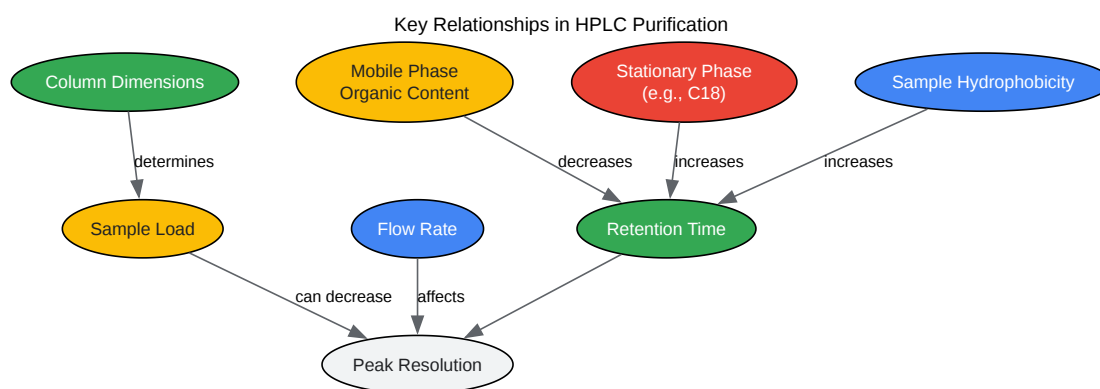 Key Relationships in HPLC Purification
Column Dimensions
Mobile Phase
Organic Content
Stationary Phase
(e.g., C18)
Sample Hydrophobicity
determines
decreases
increases
increases
Sample Load
Flow Rate
Retention Time
can decrease
affects
Peak Resolution